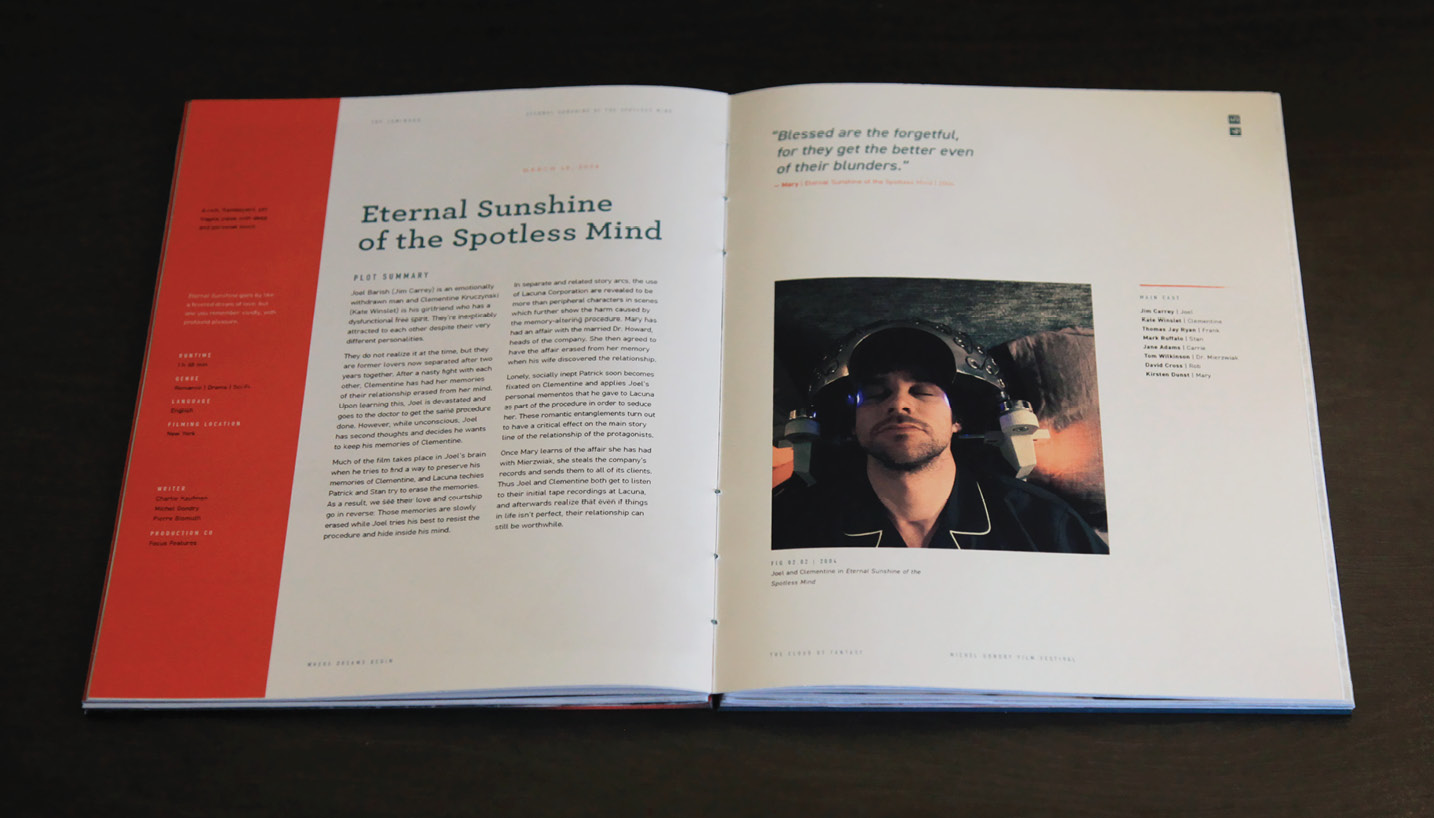 ETERNAL SUNSHINE OF THE SPOTLESS MIND
MARCH 19, 2004
Eternal Sunshine
of the Spotless Mind
and personal vision.
Eternal Sunshine goes by like
a fevered dream of love. But
one you remember vividly, with
profound pleasure.
RUNTIME
1 h 48 min
GENRE
Romance | Drama | Sci-Fi
LANGUAGE
English
FILMING LOCATION
New York
WRITER
Charlie Kaufman
Michel Gondry
Pierre Bismuth
PRODUCTION CO
Focus Features
PLOT SUMMARY
Joel Barish (Jim Carrey) is an emotionally
withdrawn man and Clementine Kruczynski
(Kate Winslet) is his girlfriend who has a
dysfunctional free spirit. They're inexplicably
attracted to each other despite their very
different personalities.
They do not realize it at the time, but they
are former lovers now separated after two
years together. After a nasty fight with each
other, Clementine has had her memories
of their relationship erased from her mind.
Upon learning this, Joel is devastated and
goes to the doctor to get the same procedure
done. However, while unconscious, Joel
has second thoughts and decides he wants
to keep his memories of Clementine.
Much of the film takes place in Joel's brain
when he tries to find a way to preserve his
memories of Clementine, and Lacuna techies
Patrick and Stan try to erase the memories.
As a result, we see their love and courtship
go in reverse: Those memories are slowly
erased while Joel tries his best to resist the
procedure and hide inside his mind.
In separate and related story arcs, the use
of Lacuna Corporation are revealed to be
more than peripheral characters in scenes
which further show the harm caused by
the memory-altering procedure. Mary has
had an affair with the married Dr. Howard,
heads of the company. She then agreed to
have the affair erased from her memory
when his wife discovered the relationship.
Lonely, socially inept Patrick soon becomes
fixated on Clementine and applies Joel's
personal mementos that he gave to Lacuna
as part of the procedure in order to seduce
her. These romantic entanglements turn out
to have a critical effect on the main story
line of the relationship of the protagonists.
Once Mary learns of the affair she has had
with Mierzwiak, she steals the company's
records and sends them to all of its clients.
Thus Joel and Clementine both get to listen
to their initial tape recordings at Lacuna,
and afterwards realize that even if things
in life isn't perfect, their relationship can
still be worthwhile.
WHERE DREAMS BEGIN
"Blessed are the forgetful,
for they get the better even
of their blunders."
— Mary | Eternal Sunshine of the Spotless Mind | 2004
MAIN CAST
Jim Carrey | Joel
Kate Winslet | Clementine
Thomas Jay Ryan | Frank
Mark Ruffalo | Stan
Jane Adams | Carrie
Tom Wilkinson | Dr. Mierzwiak
David Cross | Rob
Kirsten Dunst | Mary
FIG N2 02 | 2004
Joel and Clementine in Eternal Sunshine of the
Spotless Mind
THE CLOUD OF FANTASY
MICHEL GONDRY FILM FESTIVAL